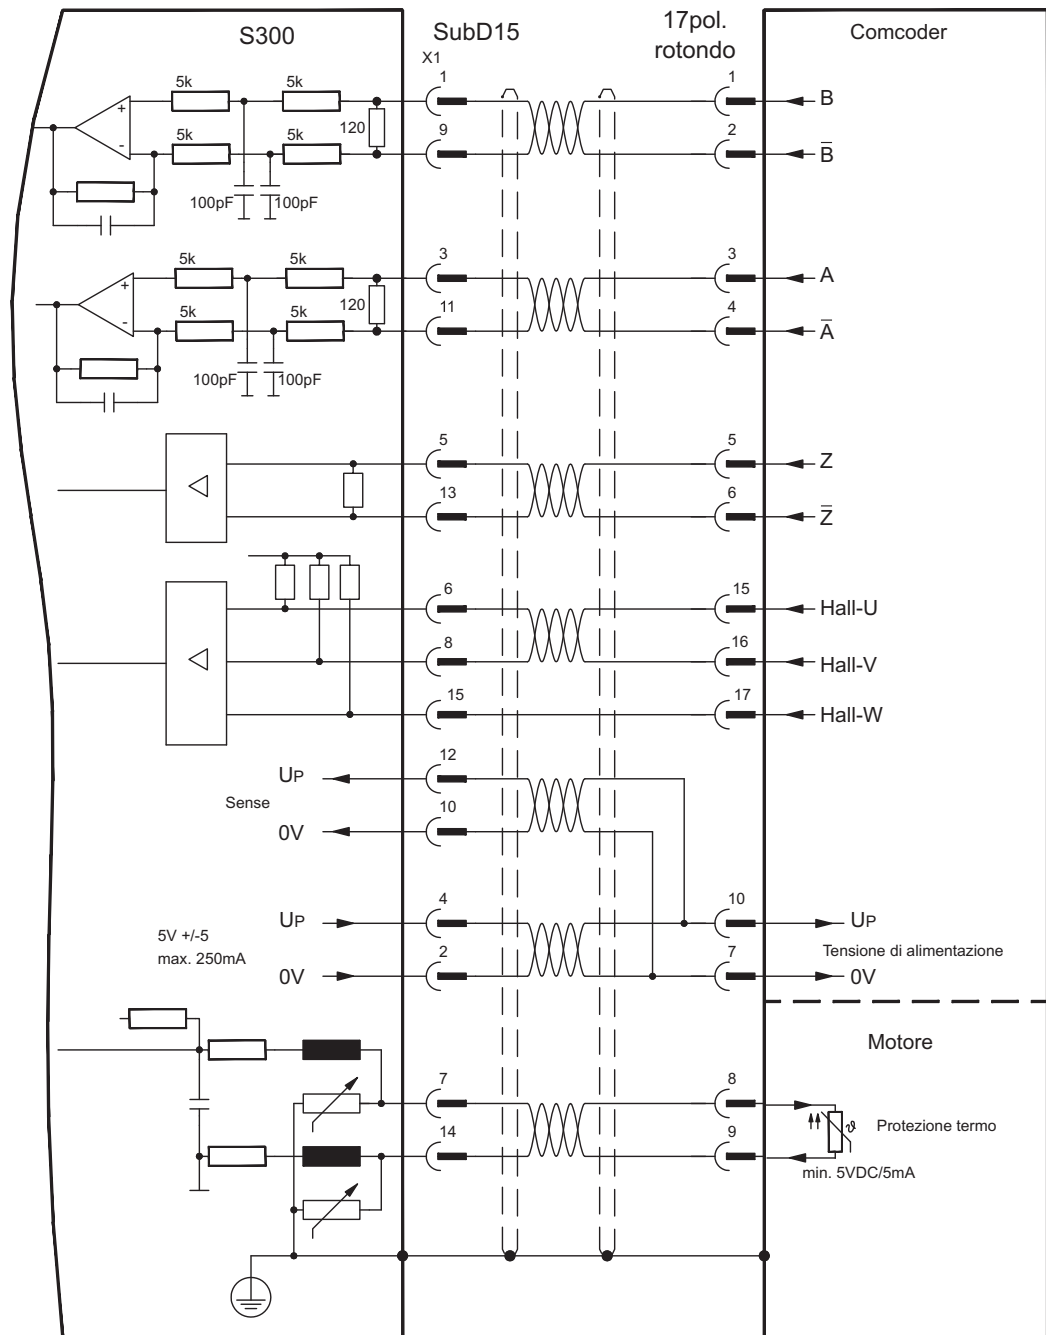 S300
SubD15
17pol.
rotondo
Comcoder
X1
5k
5k
1
1
B
+
120
-
5k
5k
9
2
B̅
100pF
100pF
5k
5k
3
3
A
+
120
-
5k
5k
11
4
A̅
100pF
100pF
5
5
Z
13
6
Z̅
6
15
Hall-U
8
16
Hall-V
15
17
Hall-W
UP
12
Sense
0V
10
UP
4
10
UP
5V +/-5
max. 250mA
Tensione di alimentazione
0V
2
7
0V
Motore
7
8
Protezione termo
ϑ
14
9
min. 5VDC/5mA